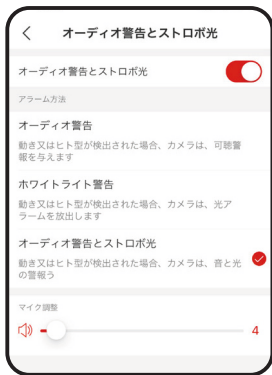 オーディオ警告とストロボ光
オーディオ警告とストロボ光
アラーム方法
オーディオ警告
動き又はヒト型が検出された場合、カメラは、可聴警
報を与えます
ホワイトライト警告
動き又はヒト型が検出された場合、カメラは、光ア
ラームを放出します
オーディオ警告とストロボ光
動き又はヒト型が検出された場合、カメラは、音と光
の警報う
マイク調整
4